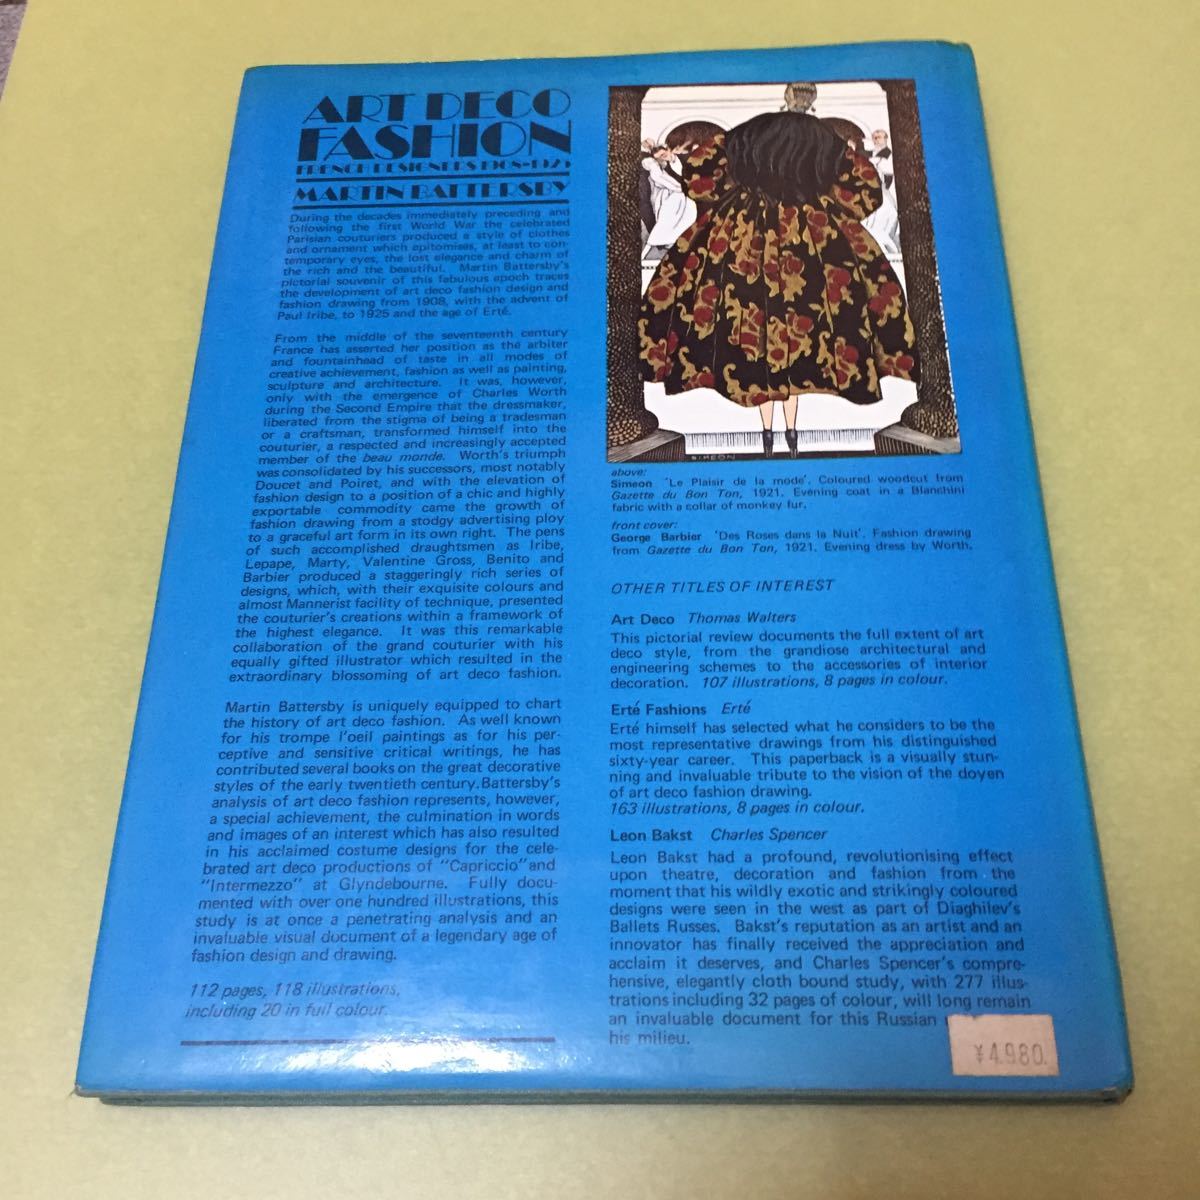 ART DECO
FASHION
FRENCH DESIGNERS 1908-1925
MARTIN BATTERSBY
During the decades immediately preceding and
following the first World War the celebrated
Parisian couturiers produced a style of clothes
and ornament which epitomises, at least to con-
temporary eyes, the lost elegance and charm of
the rich and the beautiful. Martin Battersby's
pictorial souvenir of this fabulous epoch traces
the development of art deco fashion design and
fashion drawing from 1908, with the advent of
Paul Iribe, to 1925 and the age of Erté.
From the middle of the seventeenth century
France has asserted her position as the arbiter
and fountainhead of taste in all modes of
creative achievement, fashion as well as painting,
sculpture and architecture. It was, however,
only with the emergence of Charles Worth
during the Second Empire that the dressmaker,
liberated from the stigma of being a tradesman
or a craftsman, transformed himself into the
couturier, a respected and increasingly accepted
member of the beau monde. Worth's triumph
was consolidated by his successors, most notably
Doucet and Poiret, and with the elevation of
fashion design to a position of a chic and highly
exportable commodity came the growth of
fashion drawing from a stodgy advertising ploy
to a graceful art form in its own right. The pens
of such accomplished draughtsmen as Iribe,
Lepape, Marty, Valentine Gross, Benito and
Barbier produced a staggeringly rich series of
designs, which, with their exquisite colours and
almost Mannerist facility of technique, presented
the couturier's creations within a framework of
the highest elegance. It was this remarkable
collaboration of the grand couturier with his
equally gifted illustrator which resulted in the
extraordinary blossoming of art deco fashion.
Martin Battersby is uniquely equipped to chart
the history of art deco fashion. As well known
for his trompe l'oeil paintings as for his per-
ceptive and sensitive critical writings, he has
contributed several books on the great decorative
styles of the early twentieth century. Battersby's
analysis of art deco fashion represents, however,
a special achievement, the culmination in words
and images of an interest which has also resulted
in his acclaimed costume designs for the cele-
brated art deco productions of "Capriccio" and
"Intermezzo" at Glyndebourne. Fully docu-
mented with over one hundred illustrations, this
study is at once a penetrating analysis and an
invaluable visual document of a legendary age of
fashion design and drawing.
112 pages, 118 illustrations,
including 20 in full colour.
SIMEON
above:
Simeon 'Le Plaisir de la mode'. Coloured woodcut from
Gazette du Bon Ton, 1921. Evening coat in a Blanchini
fabric with a collar of monkey fur.
front cover:
George Barbier 'Des Roses dans la Nuit'. Fashion drawing
from Gazette du Bon Ton, 1921. Evening dress by Worth.
OTHER TITLES OF INTEREST
Art Deco Thomas Walters
This pictorial review documents the full extent of art
deco style, from the grandiose architectural and
engineering schemes to the accessories of interior
decoration. 107 illustrations, 8 pages in colour.
Erté Fashions Erté
Erté himself has selected what he considers to be the
most representative drawings from his distinguished
sixty-year career. This paperback is a visually stun-
ning and invaluable tribute to the vision of the doyen
of art deco fashion drawing.
163 illustrations, 8 pages in colour.
Leon Bakst Charles Spencer
Leon Bakst had a profound, revolutionising effect
upon theatre, decoration and fashion from the
moment that his wildly exotic and strikingly coloured
designs were seen in the west as part of Diaghilev's
Ballets Russes. Bakst's reputation as an artist and an
innovator has finally received the appreciation and
acclaim it deserves, and Charles Spencer's compre-
hensive, elegantly cloth bound study, with 277 illus-
trations including 32 pages of colour, will long remain
an invaluable document for this Russian
his milieu.
¥4,980.